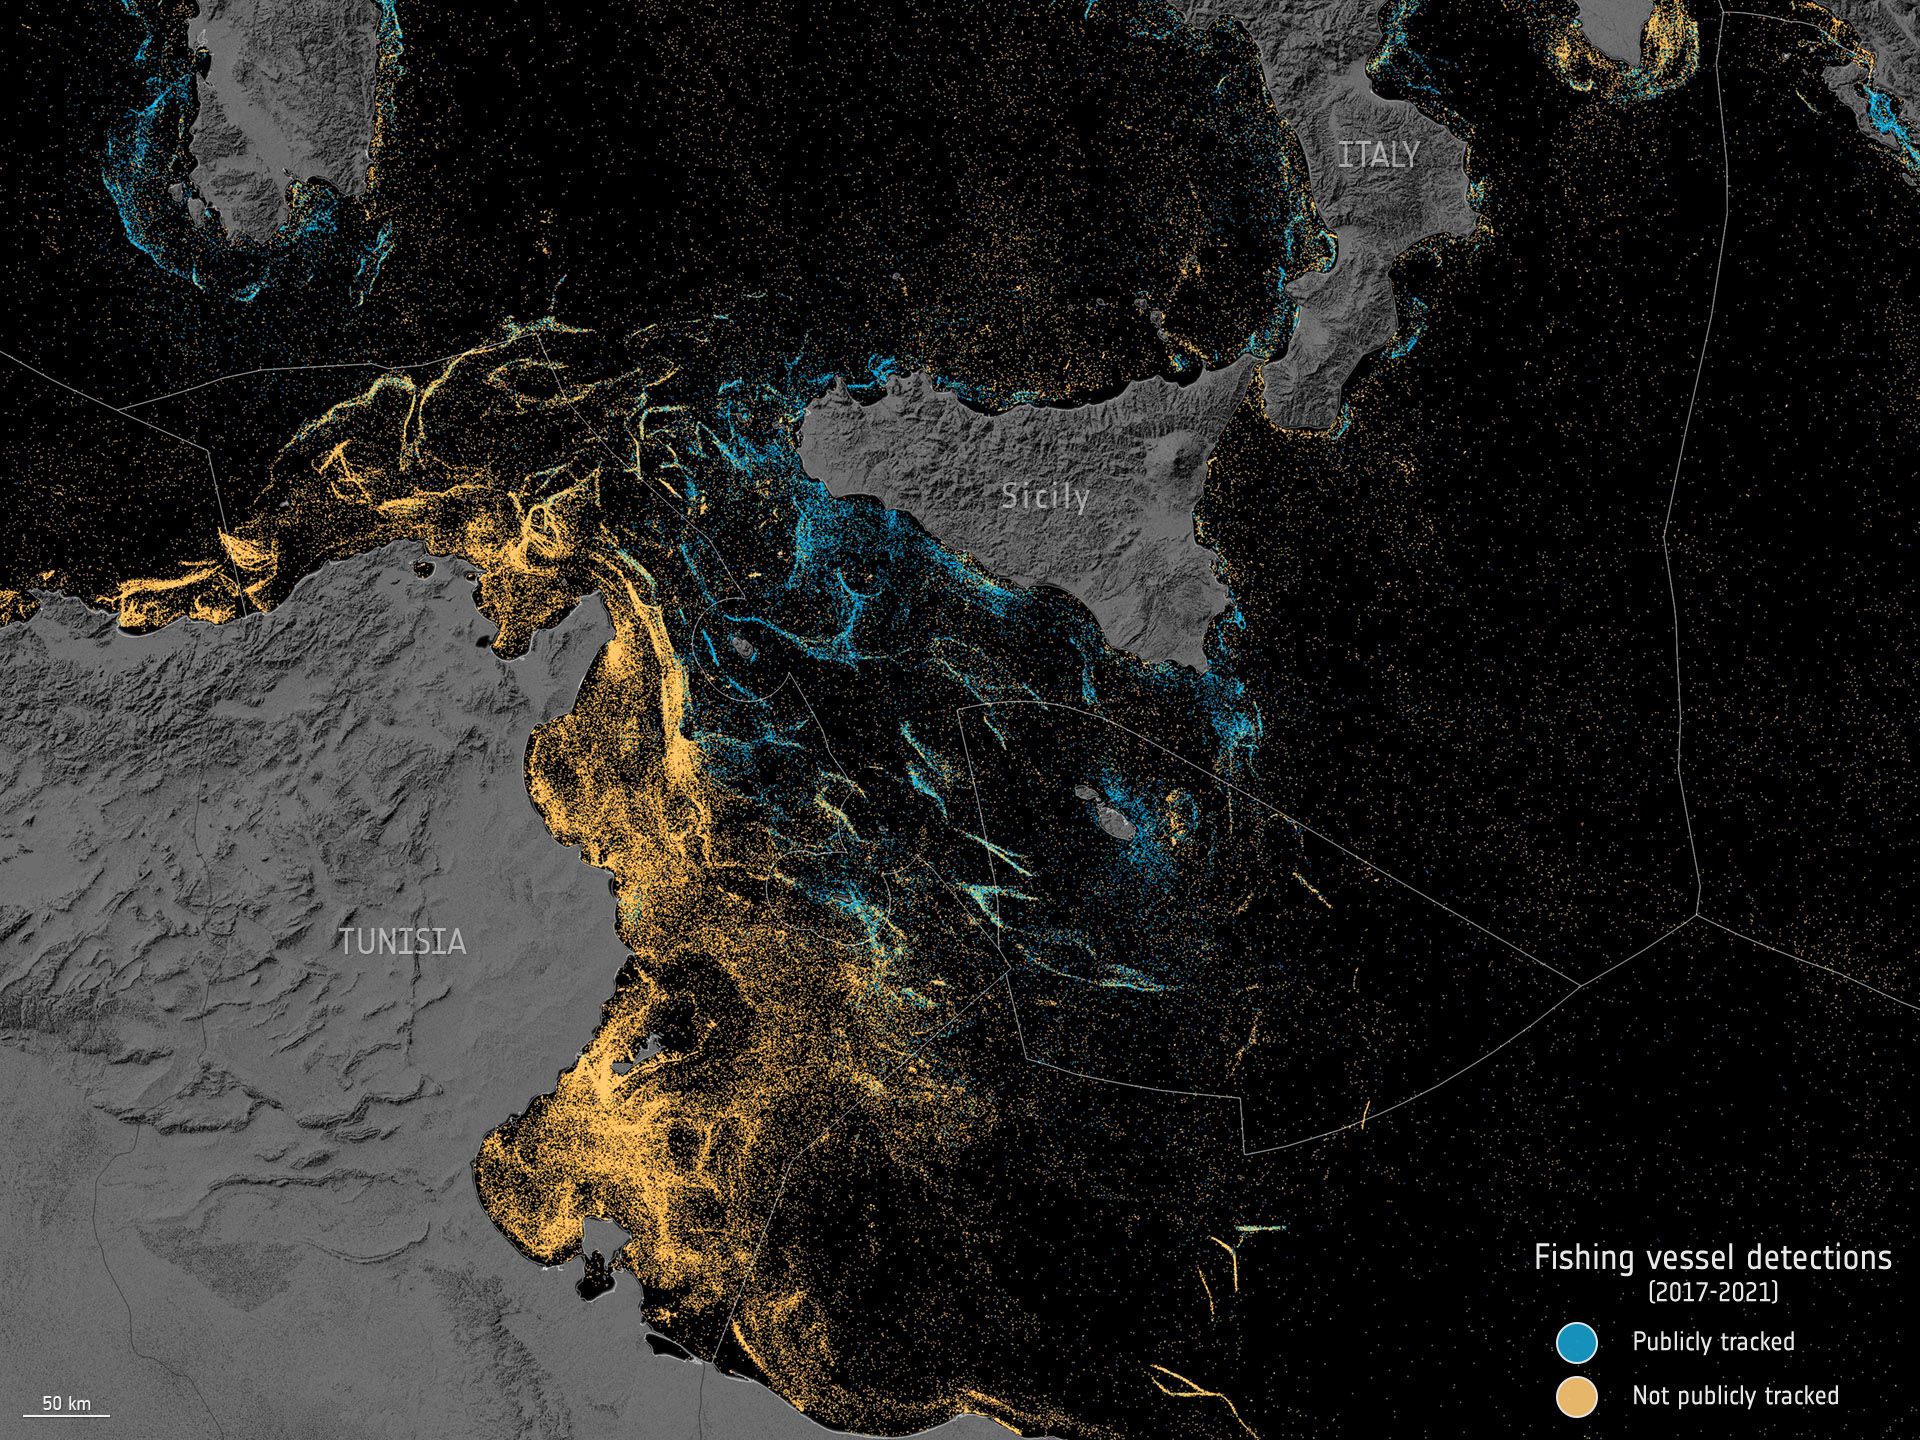 ITALY
Sicily
TUNISIA
Fishing vessel detections
(2017-2021)
Publicly tracked
Not publicly tracked
50 km